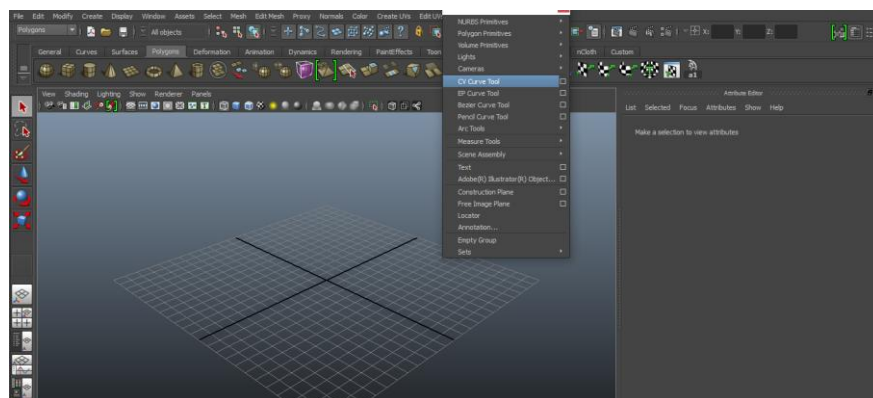 File Edit Modify Create Display Window Assets Select Mesh Edit Mesh Proxy Normals Color Create UVs Edit UV
Polygons All objects X: Y: Z:
General Curves Surfaces Polygons Deformation Animation Dynamics Rendering PaintEffects Toon nCloth Custom
View Shading Lighting Show Renderer Panels
NURBS Primitives
Polygon Primitives
Volume Primitives
Lights
Cameras
CV Curve Tool
EP Curve Tool
Bezier Curve Tool
Pencil Curve Tool
Arc Tools
Measure Tools
Scene Assembly
Text
Adobe(R) Illustrator(R) Object...
Construction Plane
Free Image Plane
Locator
Annotation...
Empty Group
Sets
Attribute Editor
List Selected Focus Attributes Show Help
Make a selection to view attributes